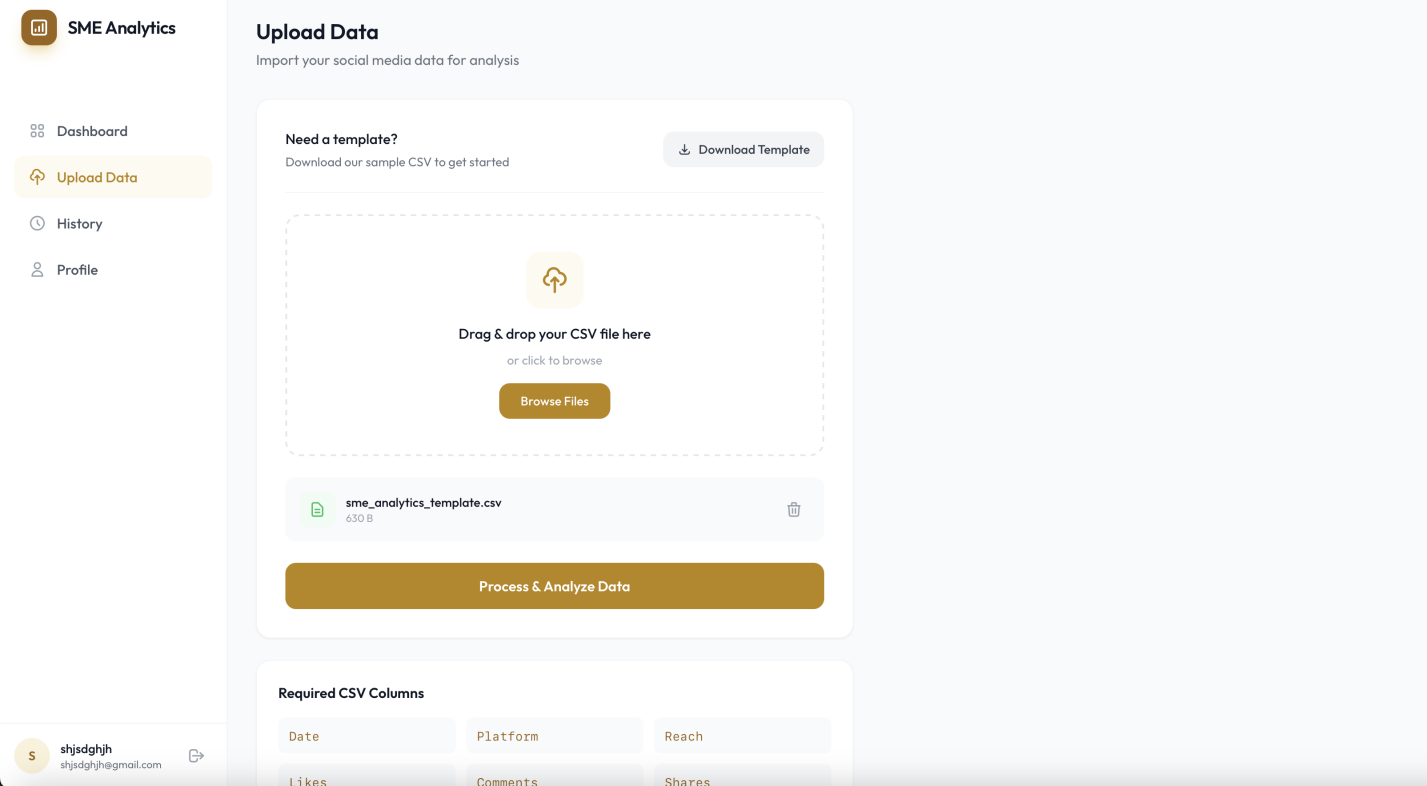 SME Analytics
Dashboard
Upload Data
History
Profile
S
shjsdghjh
shjsdghjh@gmail.com
Upload Data
Import your social media data for analysis
Need a template?
Download our sample CSV to get started
Download Template
Drag & drop your CSV file here
or click to browse
Browse Files
sme_analytics_template.csv
630 B
Process & Analyze Data
Required CSV Columns
Date Platform Reach
Likes Comments Shares